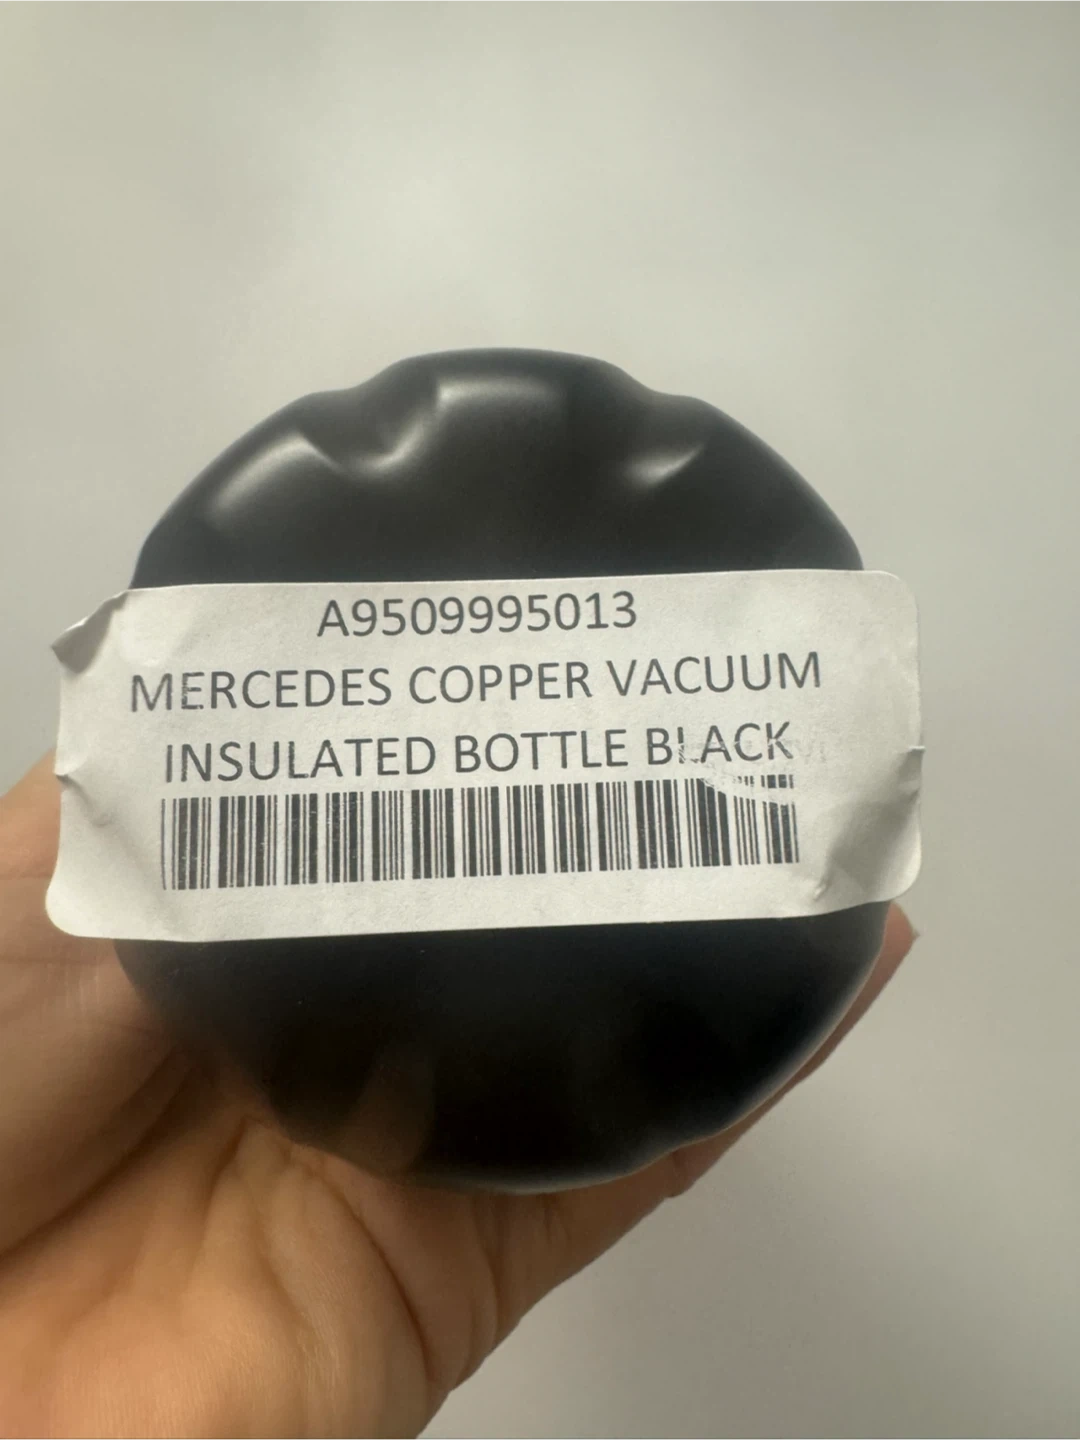 A9509995013
MERCEDES COPPER VACUUM
INSULATED BOTTLE BLACK